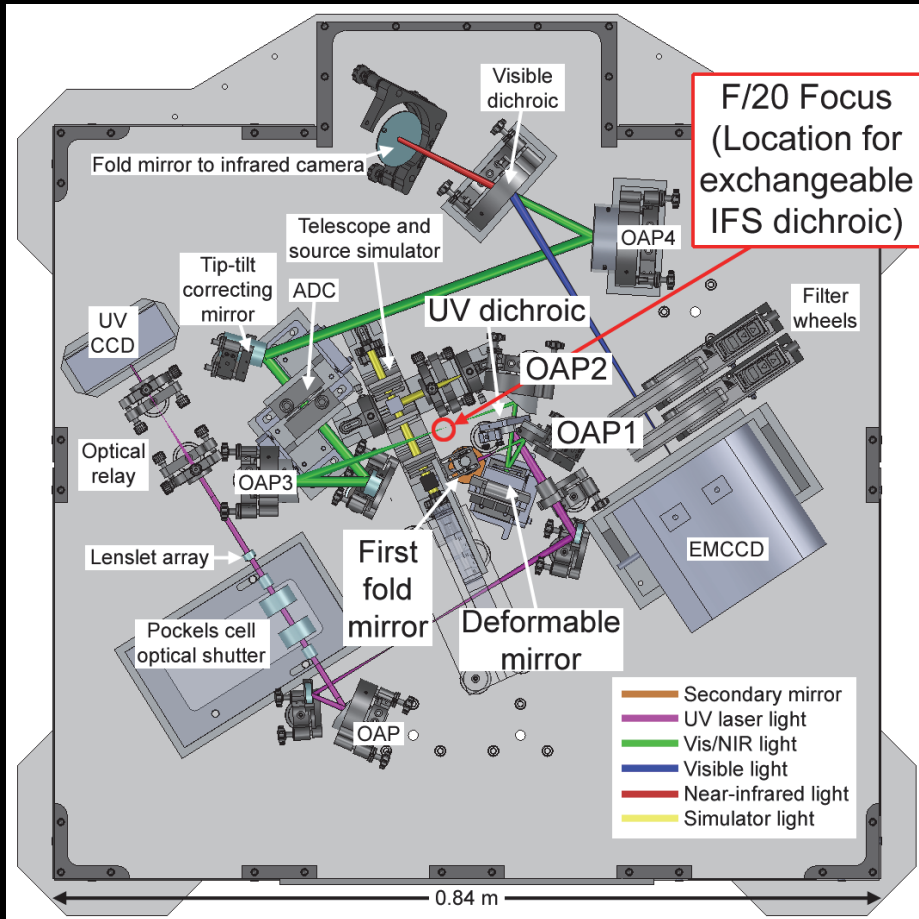 Visible
dichroic
F/20 Focus
(Location for
exchangeable
IFS dichroic)
Fold mirror to infrared camera
Telescope and
source simulator
OAP4
Tip-tilt
correcting
mirror
ADC
UV dichroic
Filter
wheels
UV
CCD
OAP2
OAP1
Optical
relay
OAP3
First
fold
mirror
EMCCD
Lenslet array
Deformable
mirror
Pockels cell
optical shutter
OAP
Secondary mirror
UV laser light
Vis/NIR light
Visible light
Near-infrared light
Simulator light
0.84 m